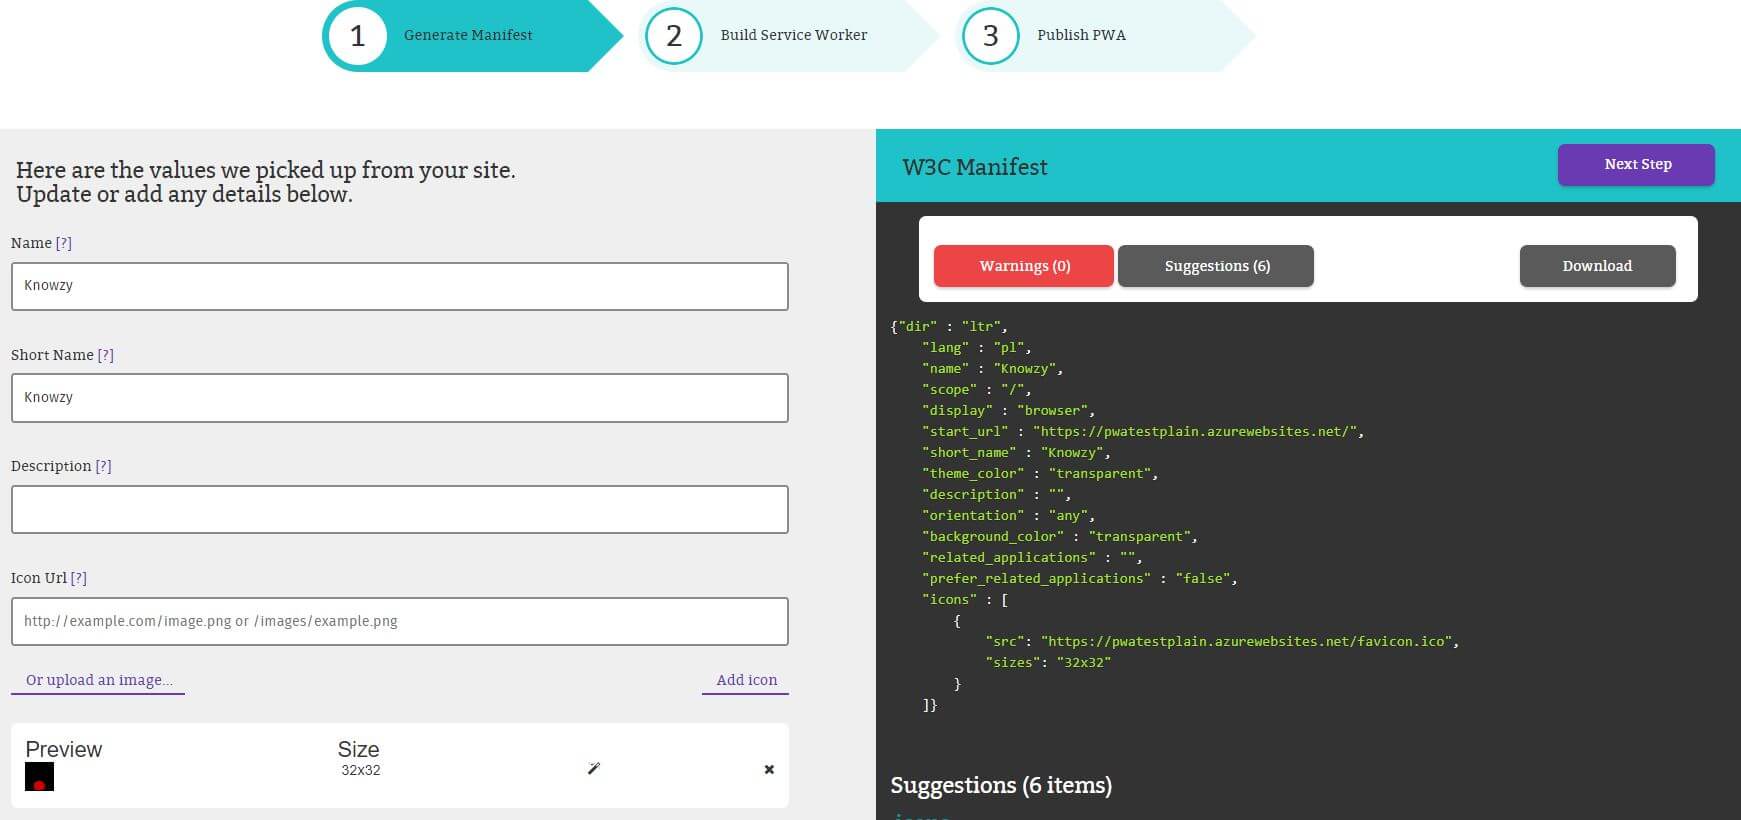 1 Generate Manifest
2 Build Service Worker
3 Publish PWA
Here are the values we picked up from your site.
Update or add any details below.
Name [?]
Knowzy
Short Name [?]
Knowzy
Description [?]
Icon Url [?]
http://example.com/image.png or /images/example.png
Or upload an image...
Add icon
Preview
Size
32x32
W3C Manifest
Next Step
Warnings (0)
Suggestions (6)
Download
{"dir" : "ltr",
"lang" : "pl",
"name" : "Knowzy",
"scope" : "/",
"display" : "browser",
"start_url" : "https://pwatestplain.azurewebsites.net/",
"short_name" : "Knowzy",
"theme_color" : "transparent",
"description" : "",
"orientation" : "any",
"background_color" : "transparent",
"related_applications" : "",
"prefer_related_applications" : "false",
"icons" : [
{
"src": "https://pwatestplain.azurewebsites.net/favicon.ico",
"sizes": "32x32"
}
]}
Suggestions (6 items)